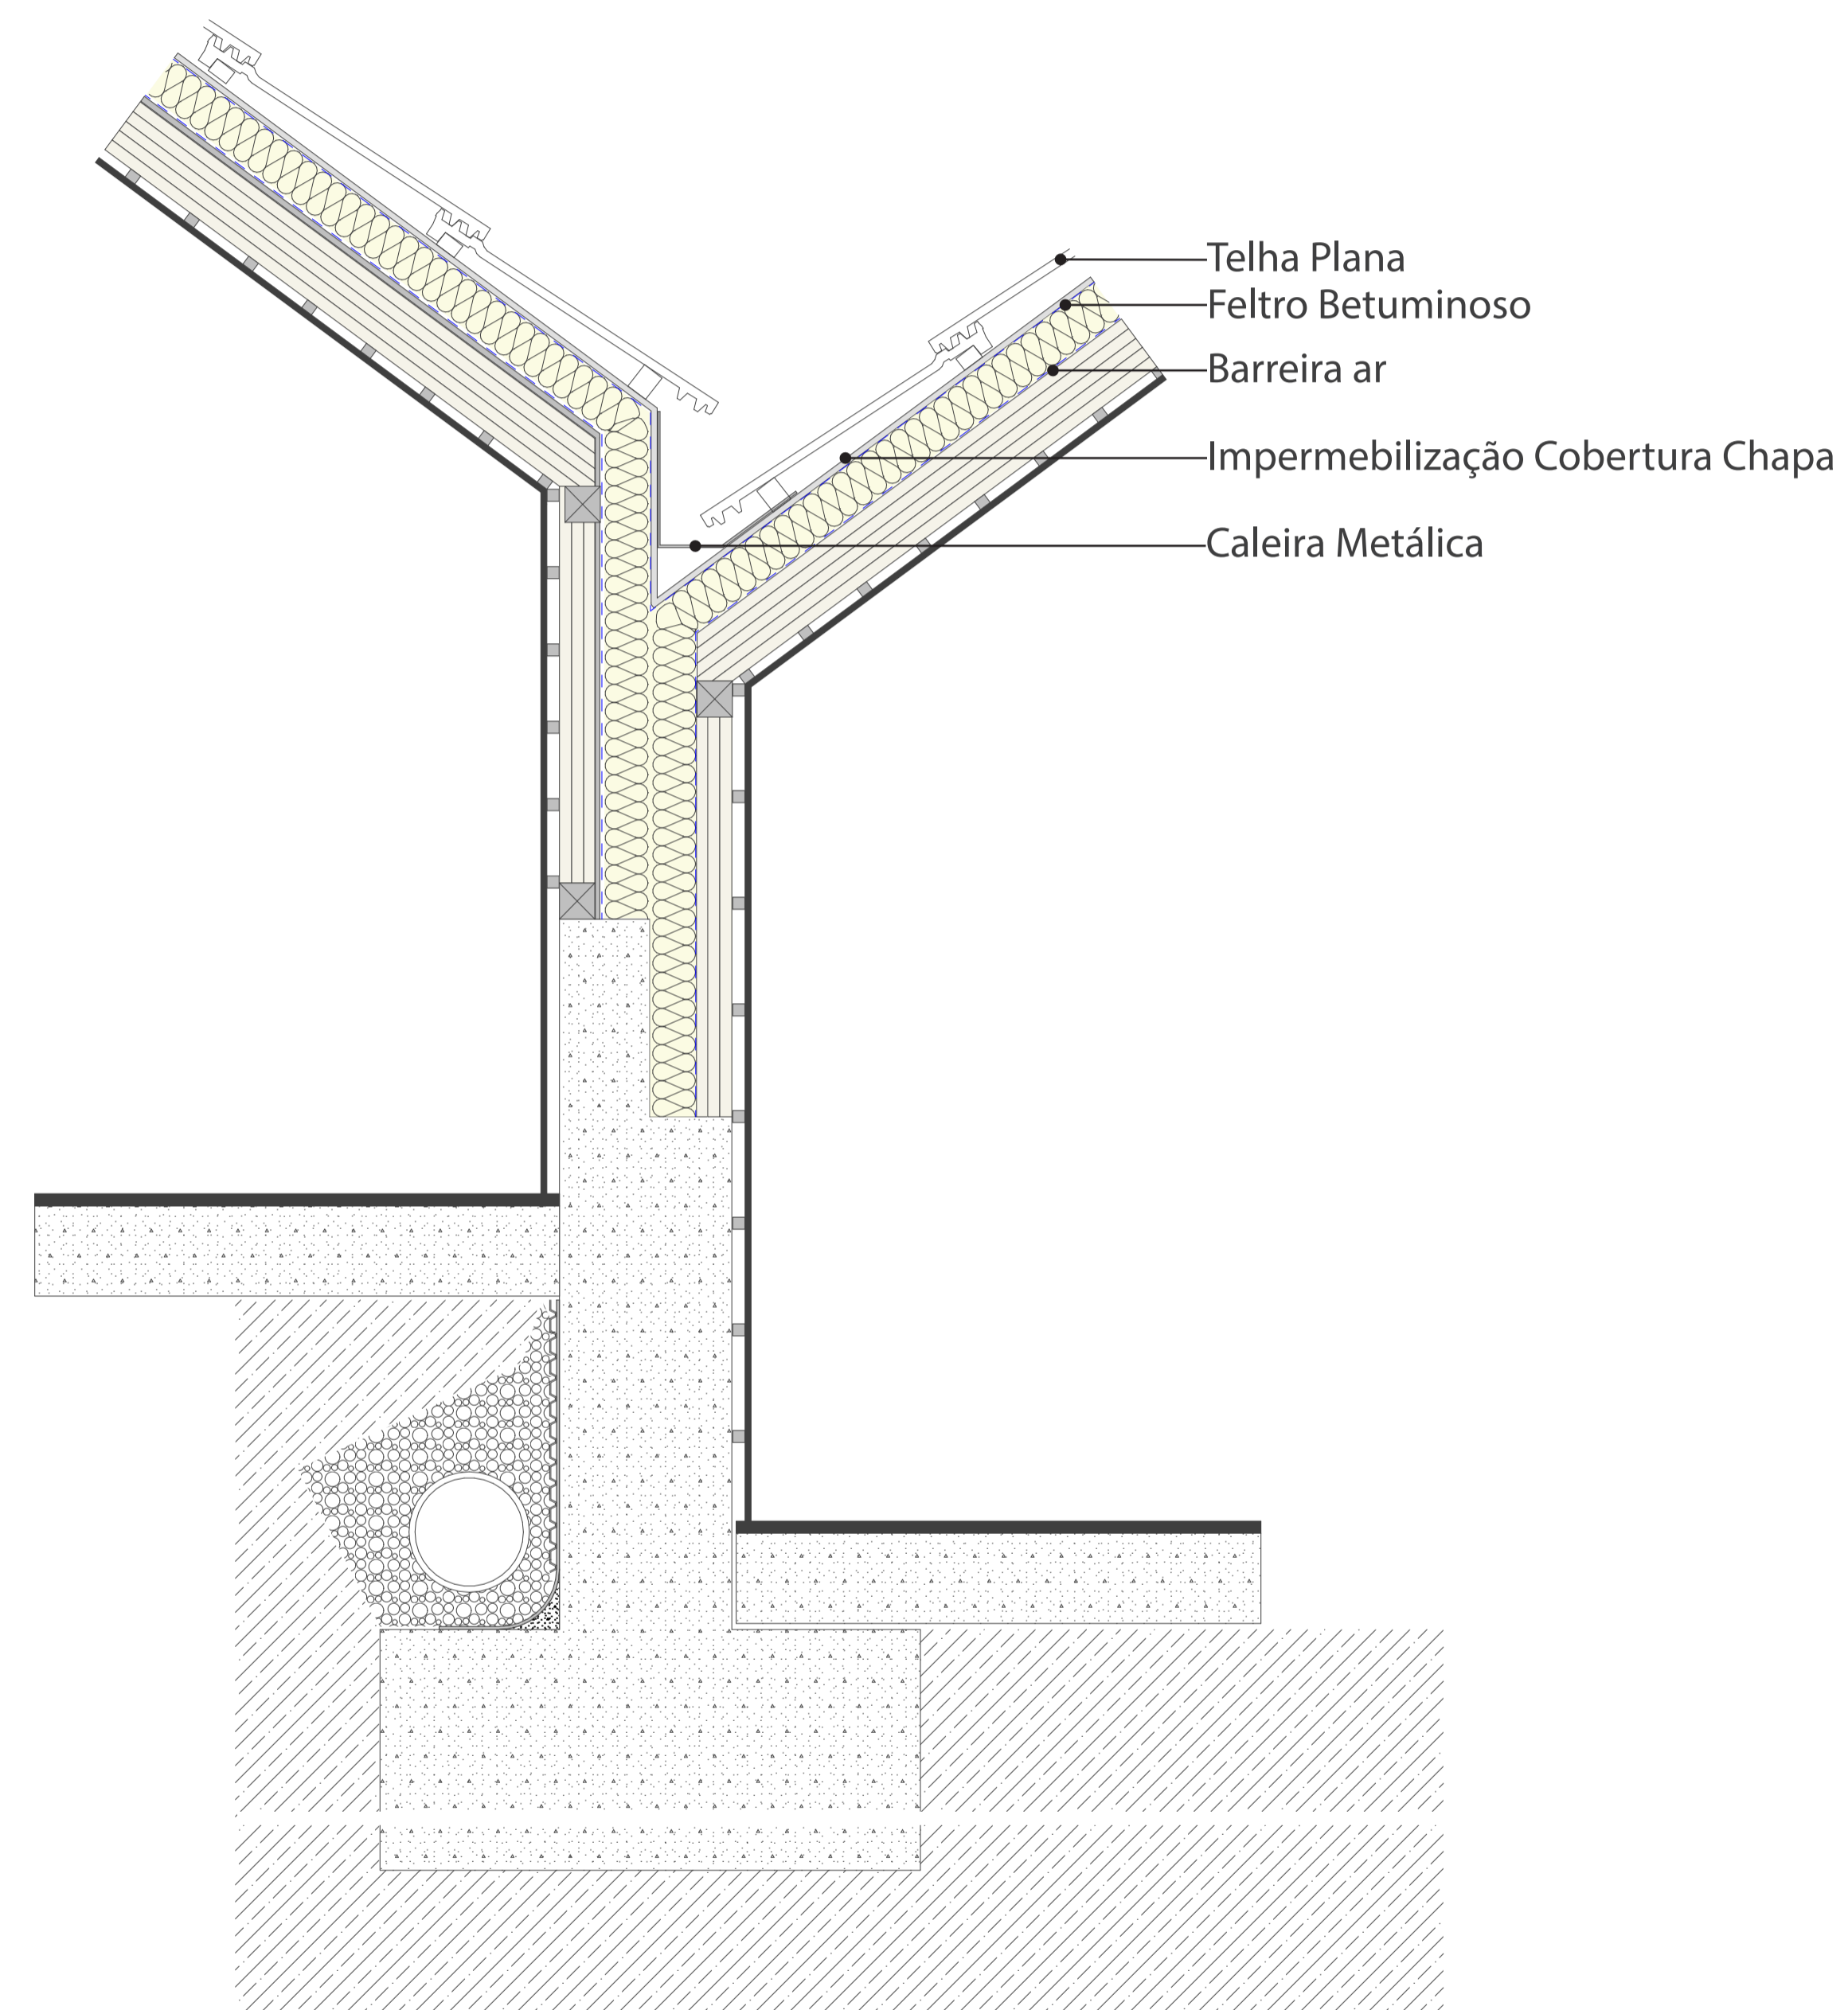 Telha Plana
Feltro Betuminoso
Barreira ar
Impermebilização Cobertura Chapa
Caleira Metálica